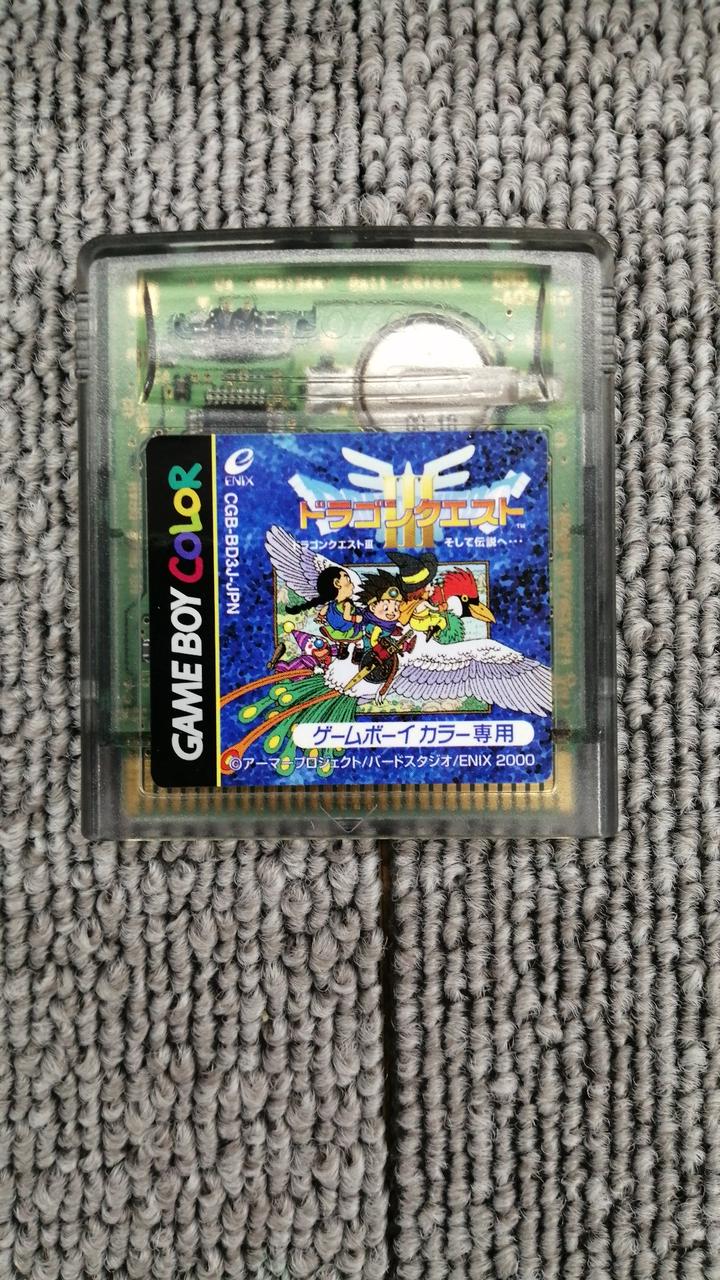 GAME BOY COLOR
ENIX
CGB-BD3J-JPN
III
ドラゴンクエスト
TM
ドラゴンクエストIII そして伝説へ・・・
ゲームボーイカラー専用
©アーマープロジェクト/バードスタジオ/ENIX 2000